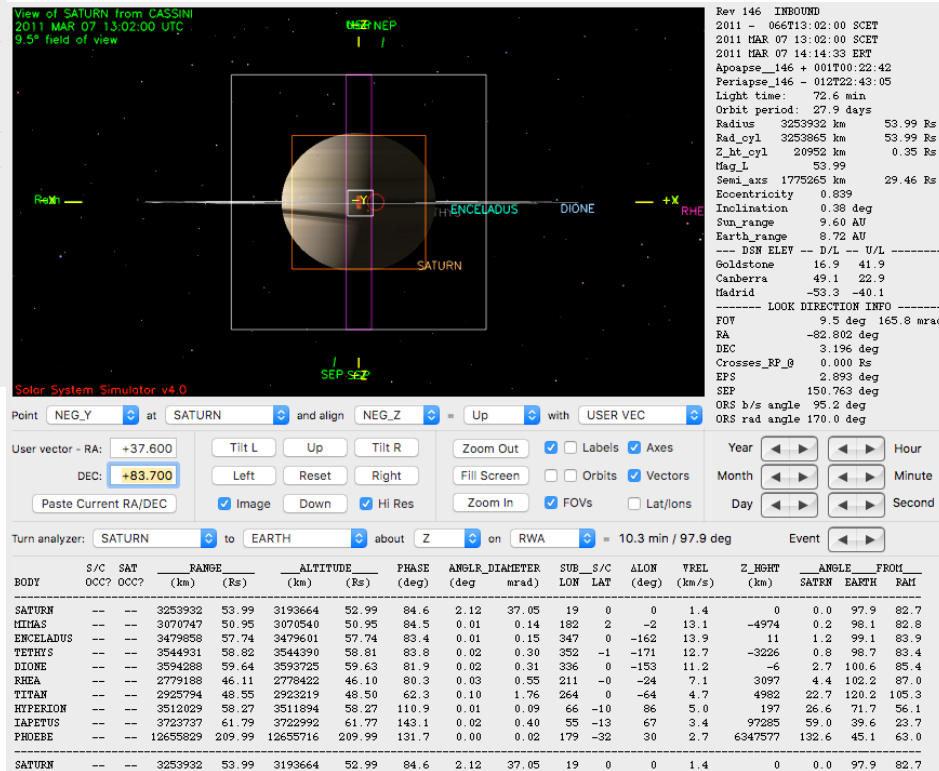 View of SATURN from CASSINI
2011 MAR 07 13:02:00 UTC
9.5° field of view
NEP
+X
-Y
ENCELADUS
DIONE
+X
RHE
SATURN
SEP
Solar System Simulator v4.0
Rev 146 INBOUND
2011 - 066T13:02:00 SCET
2011 MAR 07 13:02:00 SCET
2011 MAR 07 14:14:33 ERT
Apoapse__146 + 001T00:22:42
Periapse_146 - 012T22:43:05
Light time: 72.6 min
Orbit period: 27.9 days
Radius 3253932 km 53.99 Rs
Rad_cyl 3253865 km 53.99 Rs
Z_ht_cyl 20952 km 0.35 Rs
Mag_L 53.99
Semi_axs 1775265 km 29.46 Rs
Eccentricity 0.839
Inclination 0.38 deg
Sun_range 9.60 AU
Earth_range 8.72 AU
--- DSN ELEV -- D/L -- U/L -------
Goldstone 16.9 41.9
Canberra 49.1 22.9
Madrid -53.3 -40.1
------- LOOK DIRECTION INFO -------
FOV 9.5 deg 165.8 mrad
RA -82.802 deg
DEC 3.196 deg
Crosses_RP_@ 0.000 Rs
EPS 2.893 deg
SEP 150.763 deg
ORS b/s angle 95.2 deg
ORS rad angle 170.0 deg
Point NEG_Y at SATURN and align NEG_Z = Up with USER VEC
User vector - RA: +37.600
DEC: +83.700
Paste Current RA/DEC
Tilt L Up Tilt R
Left Reset Right
Image Down Hi Res
Zoom Out Labels Axes
Fill Screen Orbits Vectors
Zoom In FOVs Lat/lons
Year Hour
Month Minute
Day Second
Turn analyzer: SATURN to EARTH about Z on RWA = 10.3 min / 97.9 deg Event
S/C SAT ___RANGE___ ___ALTITUDE___ PHASE ANGLR_DIAMETER SUB__S/C ΔLON VREL Z_HGHT ___ANGLE___FROM___
BODY OCC? OCC? (km) (Rs) (km) (Rs) (deg) (deg mrad) LON LAT (deg) (km/s) (km) SATRN EARTH RAM
SATURN -- -- 3253932 53.99 3193664 52.99 84.6 2.12 37.05 19 0 0 1.4 0 0.0 97.9 82.7
MIMAS -- -- 3070747 50.95 3070540 50.95 84.5 0.01 0.14 182 2 -2 13.1 -4974 0.2 98.1 82.8
ENCELADUS -- -- 3479858 57.74 3479601 57.74 83.4 0.01 0.15 347 0 -162 13.9 11 1.2 99.1 83.9
TETHYS -- -- 3544931 58.82 3544390 58.81 83.8 0.02 0.30 352 -1 -171 12.7 -3226 0.8 98.7 83.4
DIONE -- -- 3594288 59.64 3593725 59.63 81.9 0.02 0.31 336 0 -153 11.2 -6 2.7 100.6 85.4
RHEA -- -- 2779188 46.11 2778422 46.10 80.3 0.03 0.55 211 -0 -24 7.1 3097 4.4 102.2 87.0
TITAN -- -- 2925794 48.55 2923219 48.50 62.3 0.10 1.76 264 0 -64 4.7 4982 22.7 120.2 105.3
HYPERION -- -- 3512029 58.27 3511894 58.27 110.9 0.01 0.09 66 -10 86 5.0 197 26.6 71.7 56.1
IAPETUS -- -- 3723737 61.79 3722992 61.77 143.1 0.02 0.40 55 -13 67 3.4 97285 59.0 39.6 23.7
PHOEBE -- -- 12655829 209.99 12655716 209.99 131.7 0.00 0.02 179 -32 30 2.7 6347577 132.6 45.1 63.0
SATURN -- -- 3253932 53.99 3193664 52.99 84.6 2.12 37.05 19 0 0 1.4 0 0.0 97.9 82.7